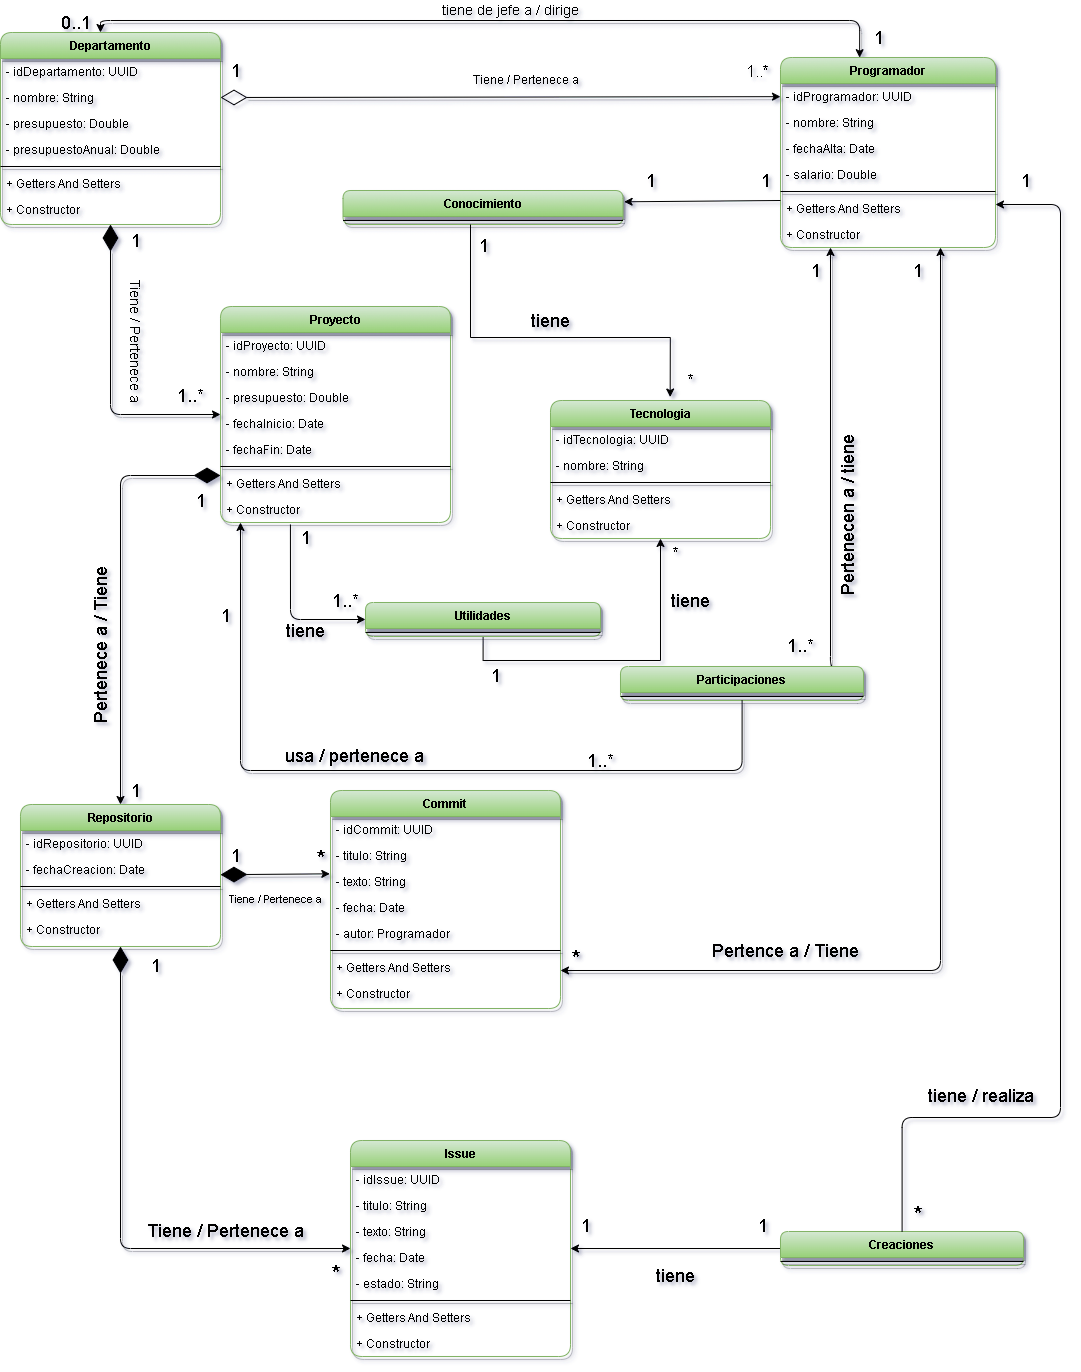 tiene de jefe a / dirige
0..1
1
Departamento
- idDepartamento: UUID
- nombre: String
- presupuesto: Double
- presupuestoAnual: Double
+ Getters And Setters
+ Constructor
1
Tiene / Pertenece a
1..*
Programador
- idProgramador: UUID
- nombre: String
- fechaAlta: Date
- salario: Double
+ Getters And Setters
+ Constructor
1
1
1
Conocimiento
1
tiene
*
1
Tiene / Pertenece a
1..*
Proyecto
- idProyecto: UUID
- nombre: String
- presupuesto: Double
- fechaInicio: Date
- fechaFin: Date
+ Getters And Setters
+ Constructor
Tecnologia
- idTecnologia: UUID
- nombre: String
+ Getters And Setters
+ Constructor
*
1
1
Pertenecen a / tiene
1..*
1
1
1..*
tiene
Utilidades
tiene
1
1
Participaciones
usa / pertenece a
1..*
Pertenece a / Tiene
1
Repositorio
- idRepositorio: UUID
- fechaCreacion: Date
+ Getters And Setters
+ Constructor
1
*
Tiene / Pertenece a
Commit
- idCommit: UUID
- titulo: String
- texto: String
- fecha: Date
- autor: Programador
+ Getters And Setters
+ Constructor
*
Pertence a / Tiene
1
tiene / realiza
*
Tiene / Pertenece a
*
Issue
- idIssue: UUID
- titulo: String
- texto: String
- fecha: Date
- estado: String
+ Getters And Setters
+ Constructor
1
1
tiene
Creaciones